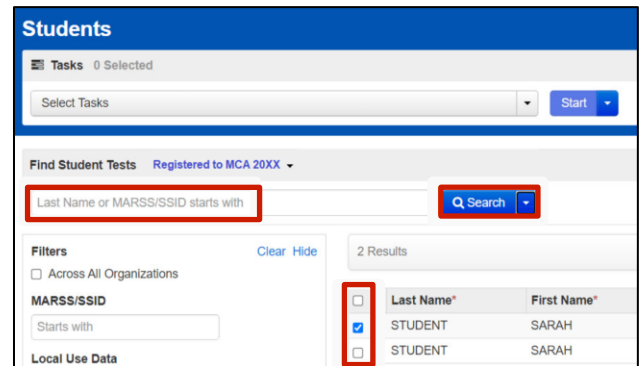 Students
Tasks 0 Selected
Select Tasks
Start
Find Student Tests Registered to MCA 20XX
Last Name or MARSS/SSID starts with
Search
Filters Clear Hide
Across All Organizations
MARSS/SSID
Starts with
Local Use Data
2 Results
Last Name* First Name*
STUDENT SARAH
STUDENT SARAH